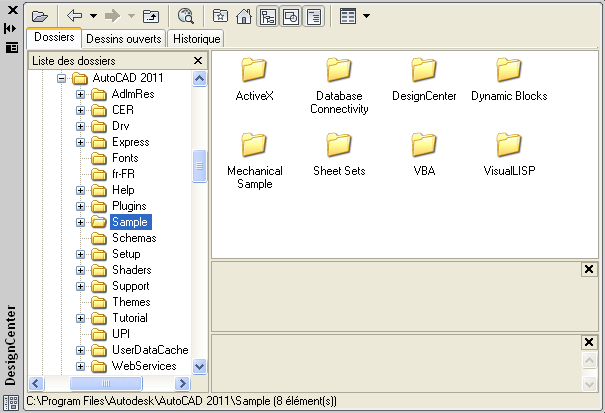 Dossiers
Dessins ouverts
Historique
Liste des dossiers
AutoCAD 2011
AdlmRes
CER
Drv
Express
Fonts
fr-FR
Help
Plugins
Sample
Schemas
Setup
Shaders
Support
Themes
Tutorial
UPI
UserDataCache
WebServices
ActiveX
Database
Connectivity
DesignCenter
Dynamic Blocks
Mechanical
Sample
Sheet Sets
VBA
VisualLISP
DesignCenter
C:\Program Files\Autodesk\AutoCAD 2011\Sample (8 élément(s))